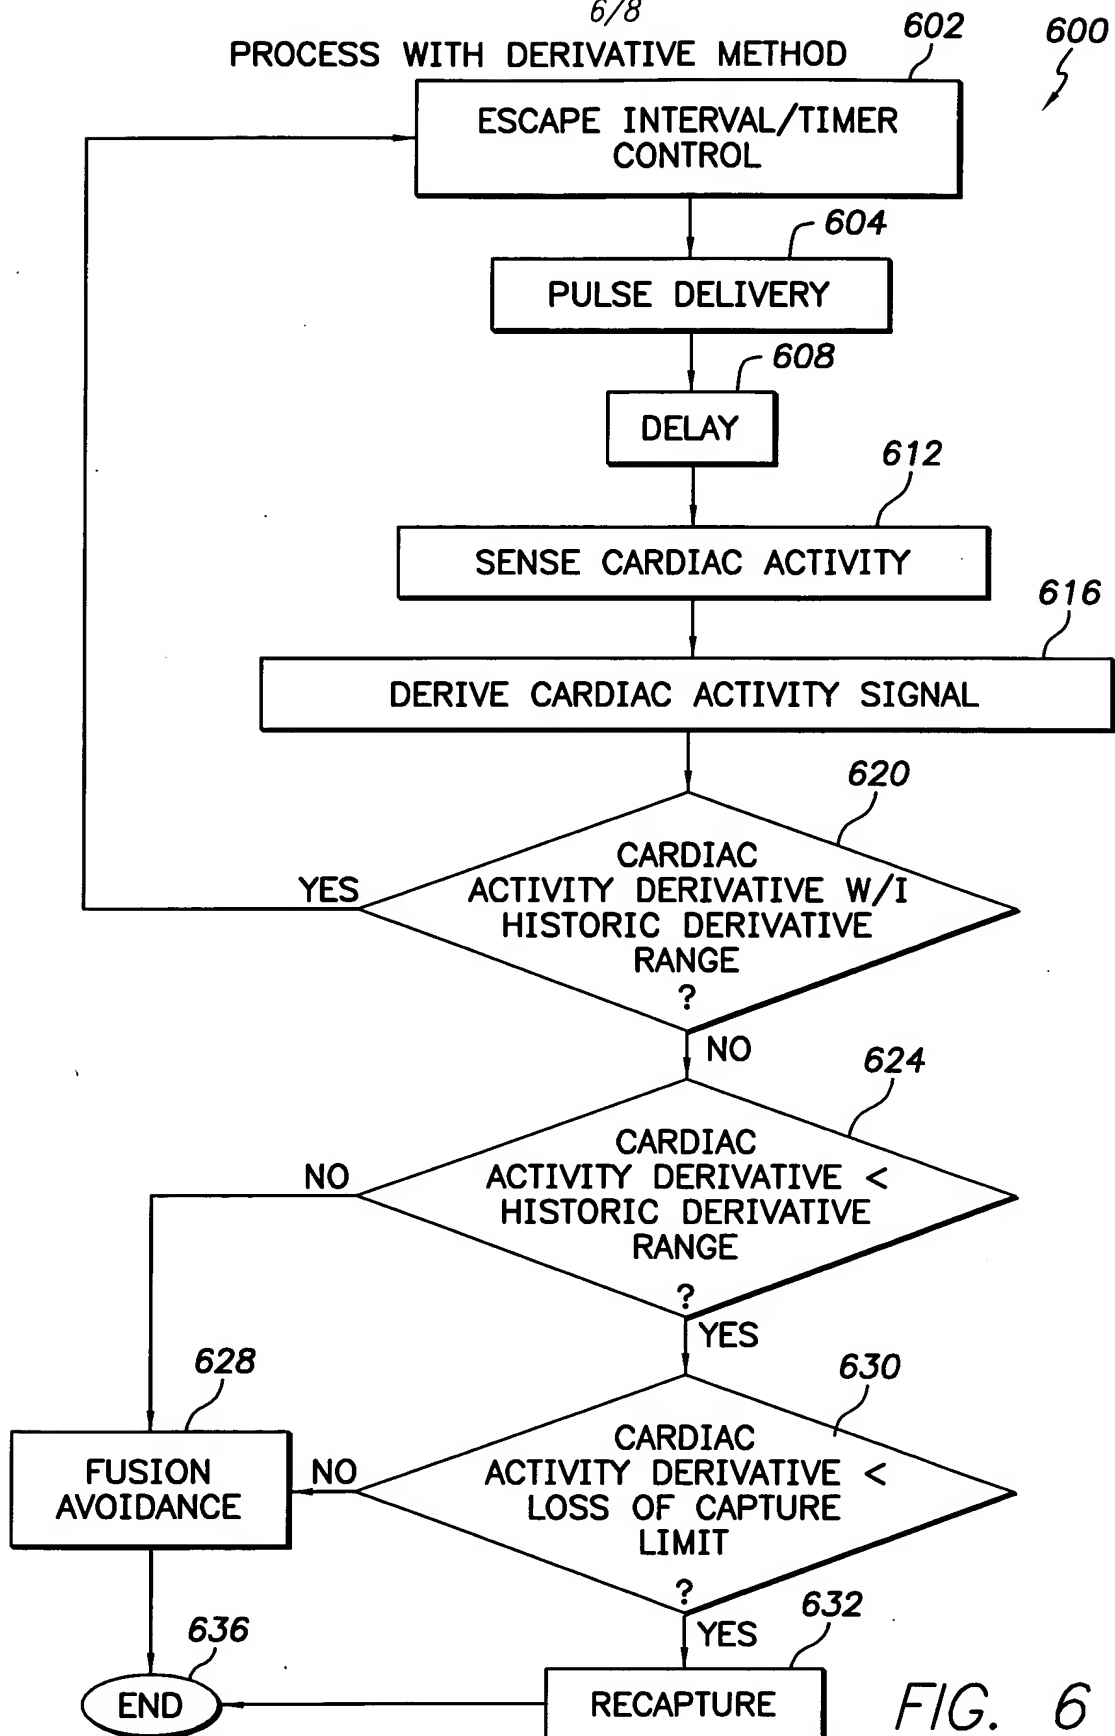 6/8
PROCESS WITH DERIVATIVE METHOD
602
600
ESCAPE INTERVAL/TIMER
CONTROL
604
PULSE DELIVERY
608
DELAY
612
SENSE CARDIAC ACTIVITY
616
DERIVE CARDIAC ACTIVITY SIGNAL
620
CARDIAC
ACTIVITY DERIVATIVE W/I
HISTORIC DERIVATIVE
RANGE
?
YES
NO
624
CARDIAC
ACTIVITY DERIVATIVE <
HISTORIC DERIVATIVE
RANGE
?
NO
YES
628
FUSION
AVOIDANCE
630
CARDIAC
ACTIVITY DERIVATIVE <
LOSS OF CAPTURE
LIMIT
?
NO
YES
632
RECAPTURE
636
END
FIG. 6